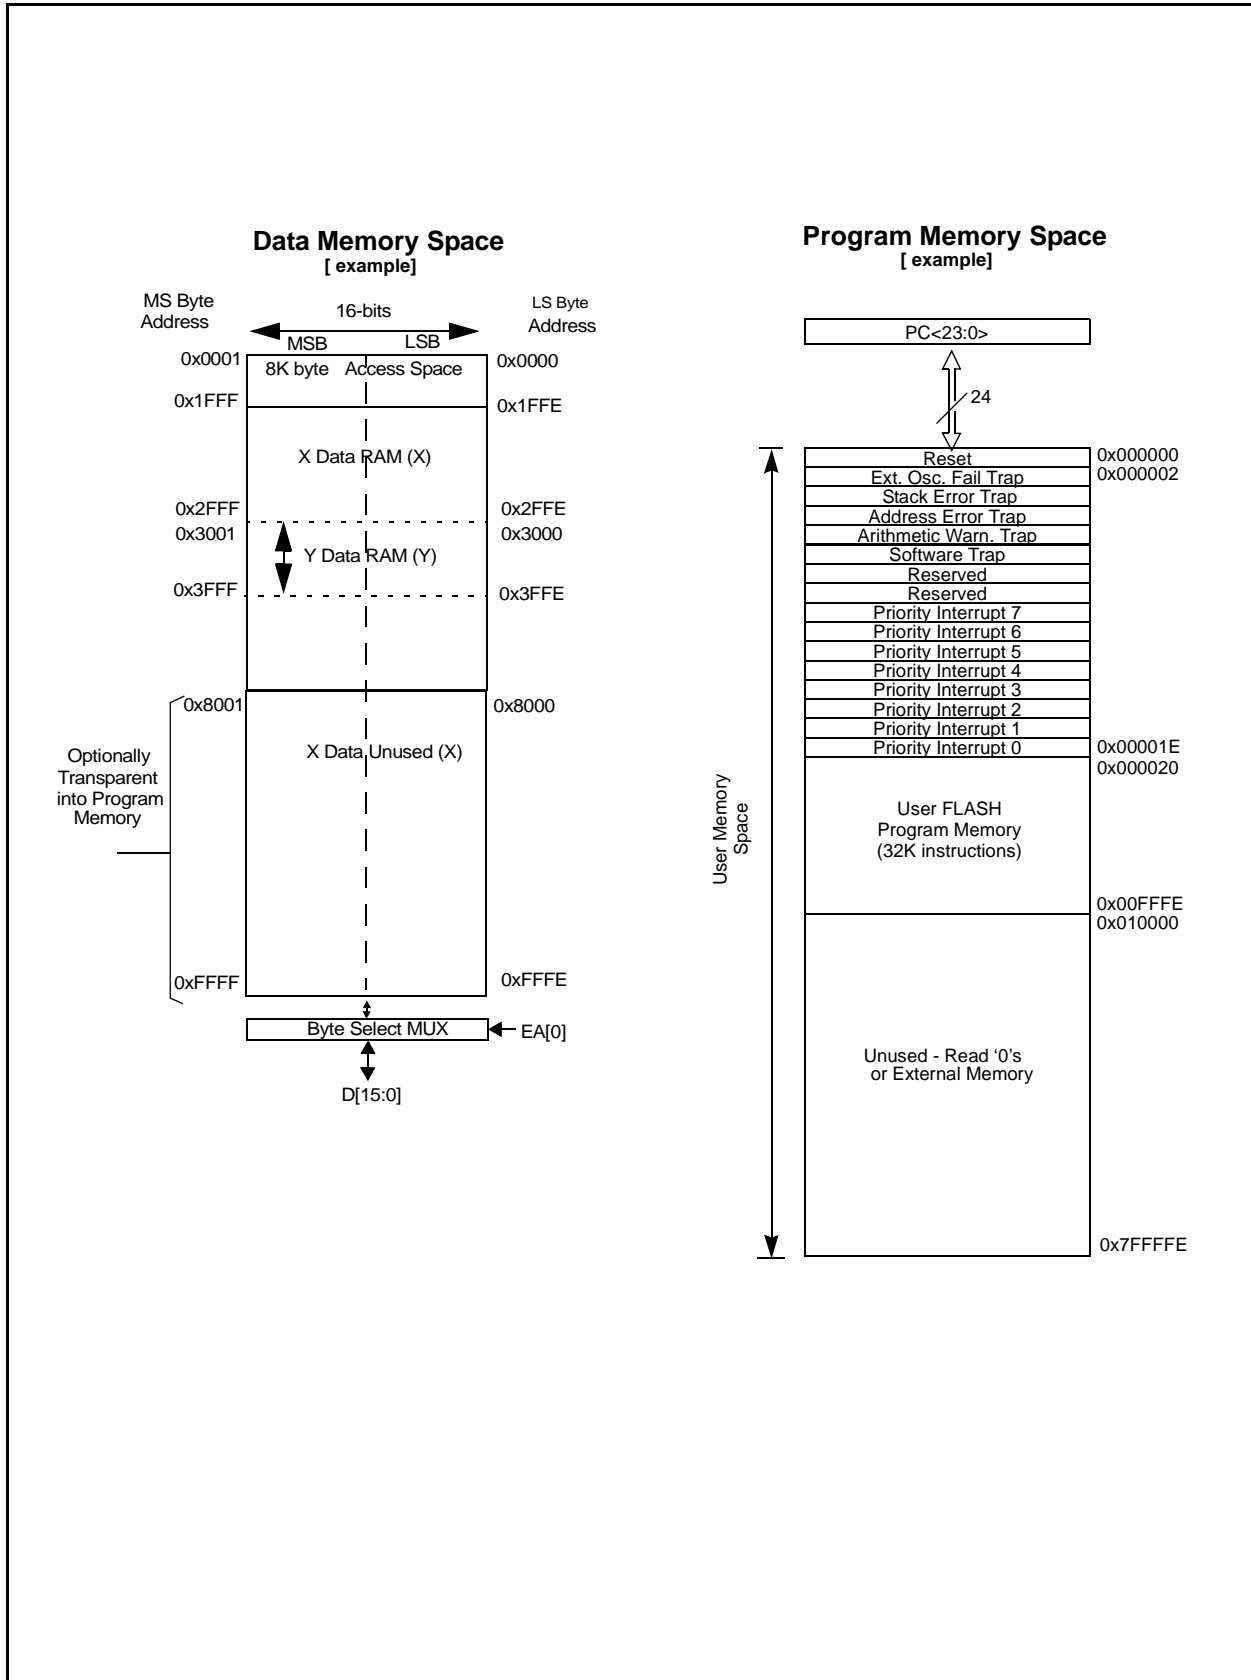 Data Memory Space
[ example]
MS Byte
Address
16-bits
LS Byte
Address
MSB
LSB
0x0001
8K byte
Access Space
0x0000
0x1FFF
0x1FFE
X Data RAM (X)
0x2FFF
0x2FFE
0x3001
0x3000
Y Data RAM (Y)
0x3FFF
0x3FFE
0x8001
0x8000
X Data Unused (X)
Optionally
Transparent
into Program
Memory
0xFFFF
0xFFFE
Byte Select MUX
EA[0]
D[15:0]
Program Memory Space
[ example]
PC<23:0>
24
Reset
0x000000
Ext. Osc. Fail Trap
0x000002
Stack Error Trap
Address Error Trap
Arithmetic Warn. Trap
Software Trap
Reserved
Reserved
Priority Interrupt 7
Priority Interrupt 6
Priority Interrupt 5
Priority Interrupt 4
Priority Interrupt 3
Priority Interrupt 2
Priority Interrupt 1
Priority Interrupt 0
0x00001E
0x000020
User Memory
Space
User FLASH
Program Memory
(32K instructions)
0x00FFFE
0x010000
Unused - Read ‘0’s
or External Memory
0x7FFFFE